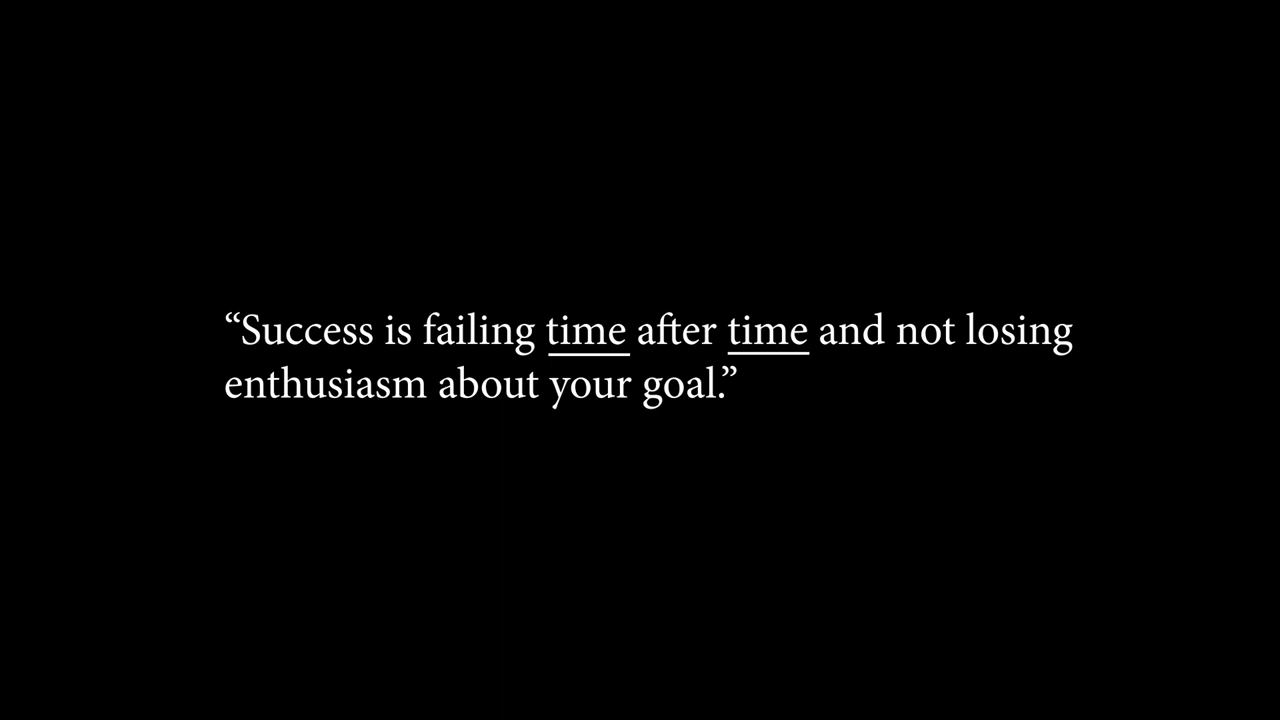 “Success is failing time after time and not losing
enthusiasm about your goal.”